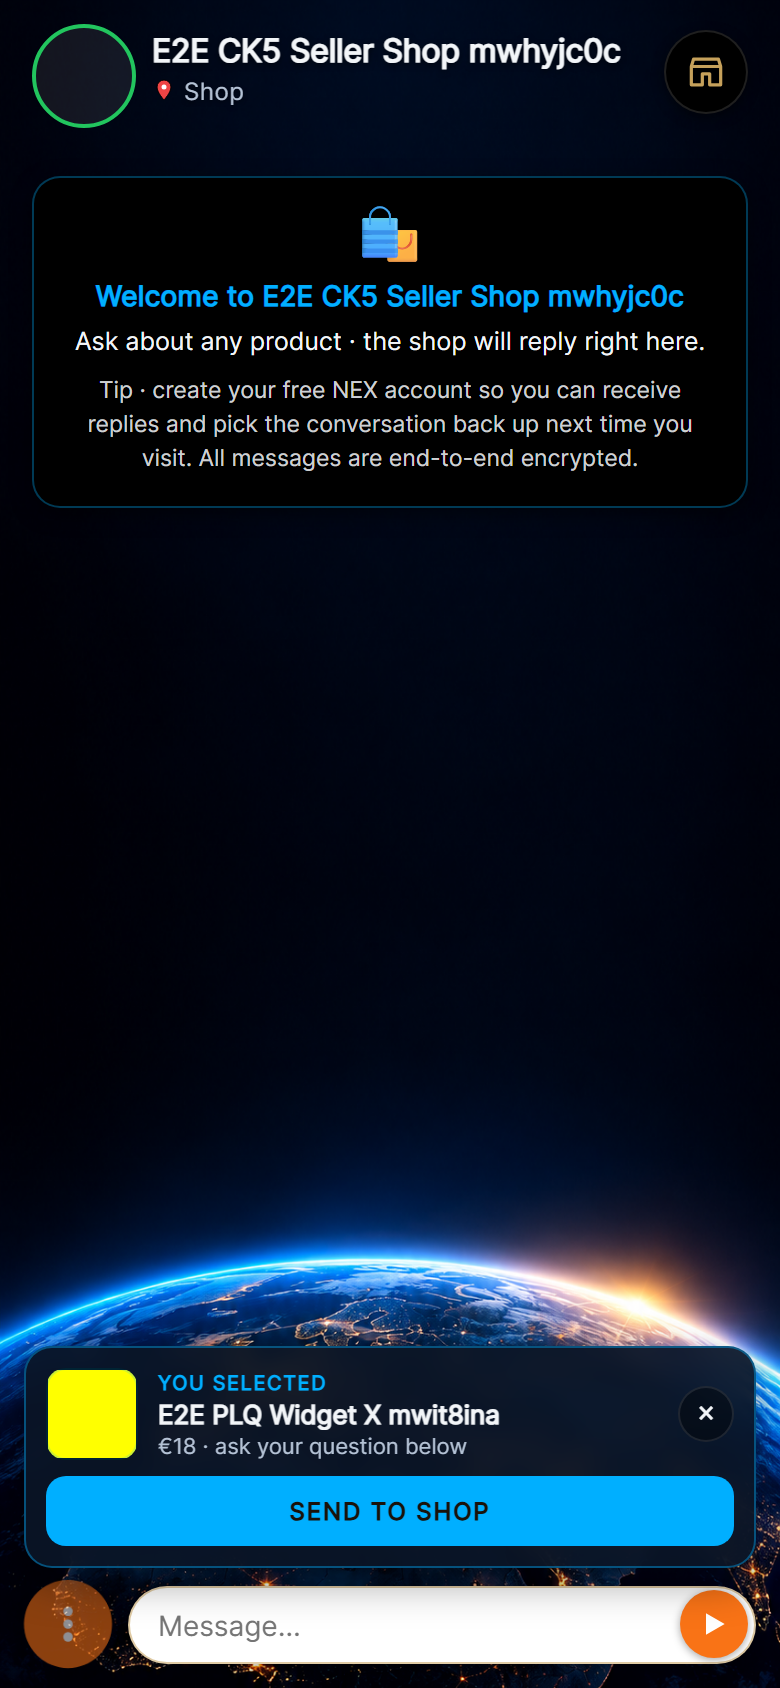 E2E CK5 Seller Shop mwhyjc0c
Shop
Welcome to E2E CK5 Seller Shop mwhyjc0c
Ask about any product · the shop will reply right here.
Tip · create your free NEX account so you can receive
replies and pick the conversation back up next time you
visit. All messages are end-to-end encrypted.
YOU SELECTED
E2E PLQ Widget X mwit8ina
€18 · ask your question below
SEND TO SHOP
Message...